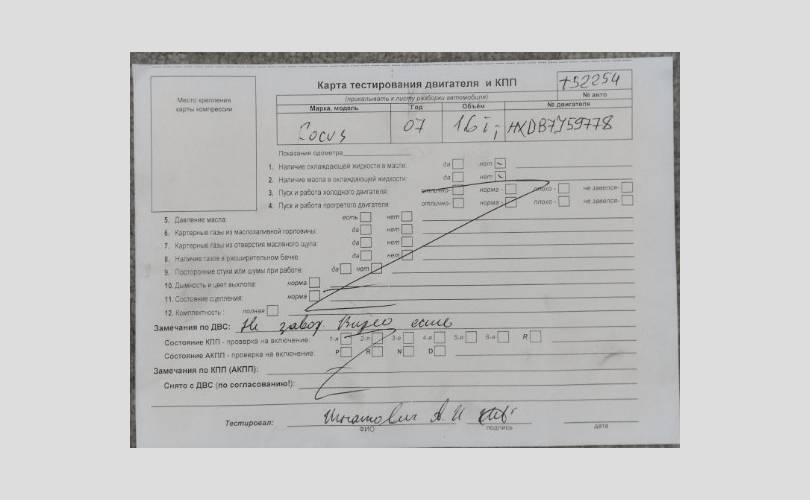 Место крепления
карты компрессии
Карта тестирования двигателя и КПП
(прикалывать к листу разборки автомобиля)
т52254
№ авто
Марка, модель Год Объём № двигателя
Focus 07 1.6 i; HXDB7J59778
Показания одометра
1. Наличие охлаждающей жидкости в масле: да нет
2. Наличие масла в охлаждающей жидкости: да нет
3. Пуск и работа холодного двигателя: отлично- норма - плохо - не завелся-
4. Пуск и работа прогретого двигателя: отлично- норма - плохо - не завелся-
5. Давление масла: есть нет
6. Картерные газы из маслозаливной горловины: да нет
7. Картерные газы из отверстия масляного щупа: да нет
8. Наличие газов в расширительном бачке: да нет
9. Посторонние стуки или шумы при работе: да нет
10. Дымность и цвет выхлопа: норма
11. Состояние сцепления: норма
12. Комплектность : полная
Замечания по ДВС: Не завод. Видео есть
Состояние КПП - проверка на включение: 1-я 2-я 3-я 4-я 5-я 6-я R
Состояние АКПП - проверка на включение: P R N D
Замечания по КПП (АКПП):
Снято с ДВС (по согласованию!):
Тестировал: Игнатович А И
ФИО подпись дата